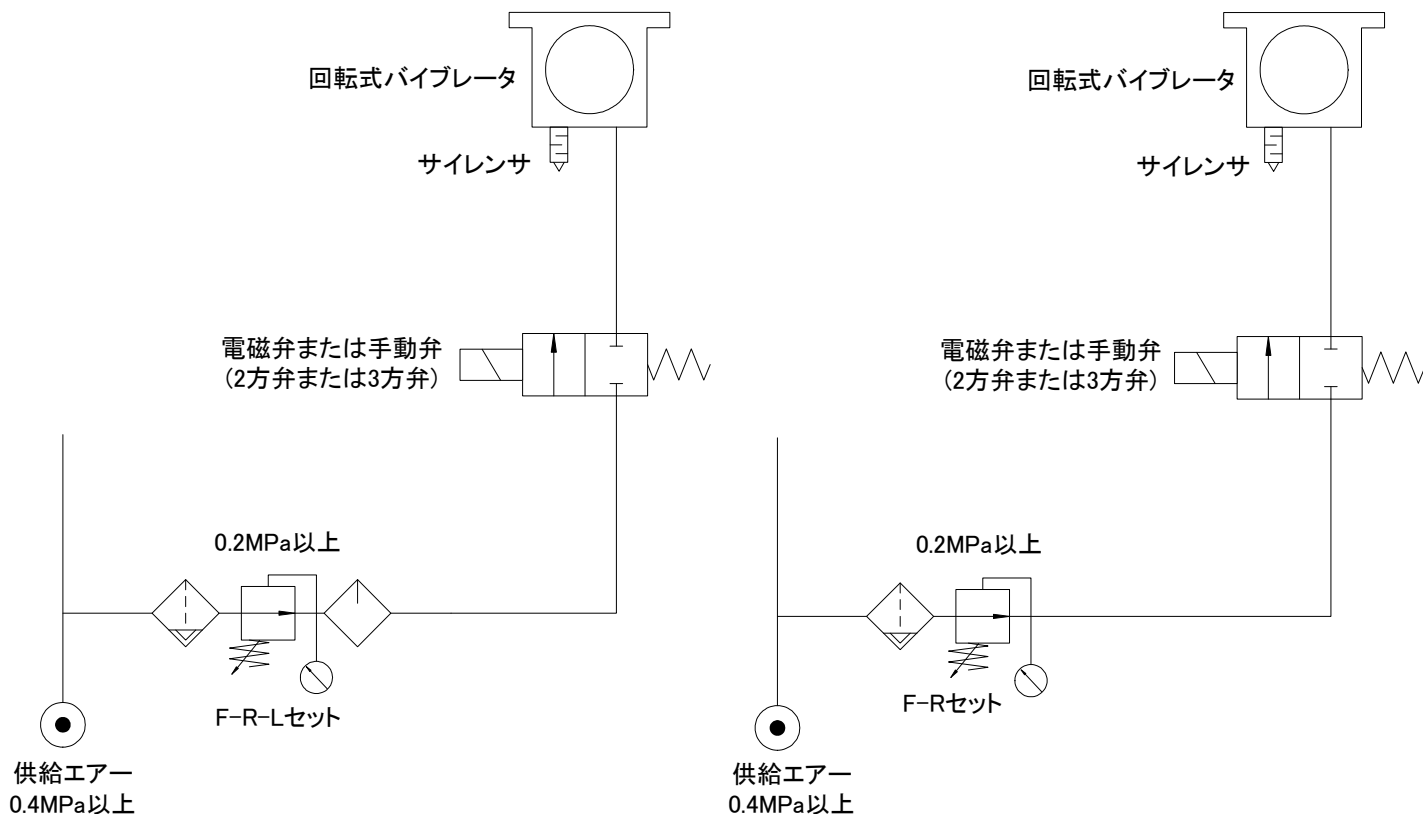 回転式バイブレータ
サイレンサ
電磁弁または手動弁
(2方弁または3方弁)
0.2MPa以上
F-R-Lセット
供給エアー
0.4MPa以上
回転式バイブレータ
サイレンサ
電磁弁または手動弁
(2方弁または3方弁)
0.2MPa以上
F-Rセット
供給エアー
0.4MPa以上